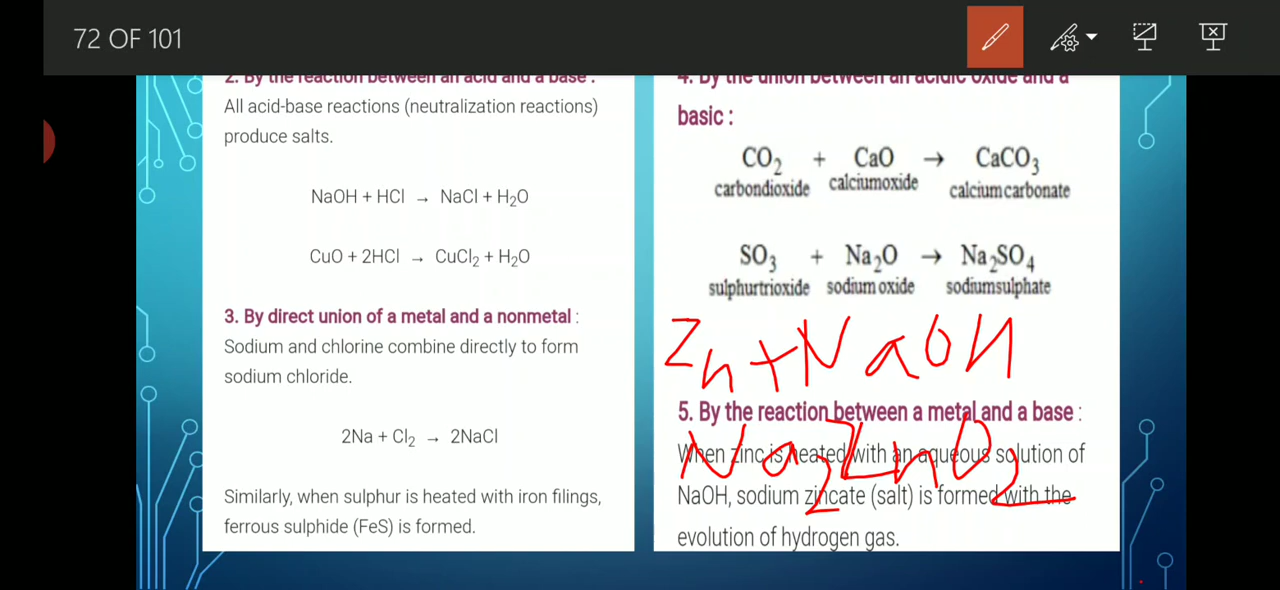 72 OF 101
2. By the reaction between an acid and a base :
All acid-base reactions (neutralization reactions)
produce salts.
NaOH + HCl → NaCl + H₂O
CuO + 2HCl → CuCl₂ + H₂O
3. By direct union of a metal and a nonmetal :
Sodium and chlorine combine directly to form
sodium chloride.
2Na + Cl₂ → 2NaCl
Similarly, when sulphur is heated with iron filings,
ferrous sulphide (FeS) is formed.
4. By the union between an acidic oxide and a
basic :
CO₂ + CaO → CaCO₃
carbondioxide calciumoxide calciumcarbonate
SO₃ + Na₂O → Na₂SO₄
sulphurtrioxide sodium oxide sodiumsulphate
Zn + NaOH
5. By the reaction between a metal and a base :
Na₂ZnO₂
When zinc is heated with an aqueous solution of
NaOH, sodium zincate (salt) is formed with the
evolution of hydrogen gas.